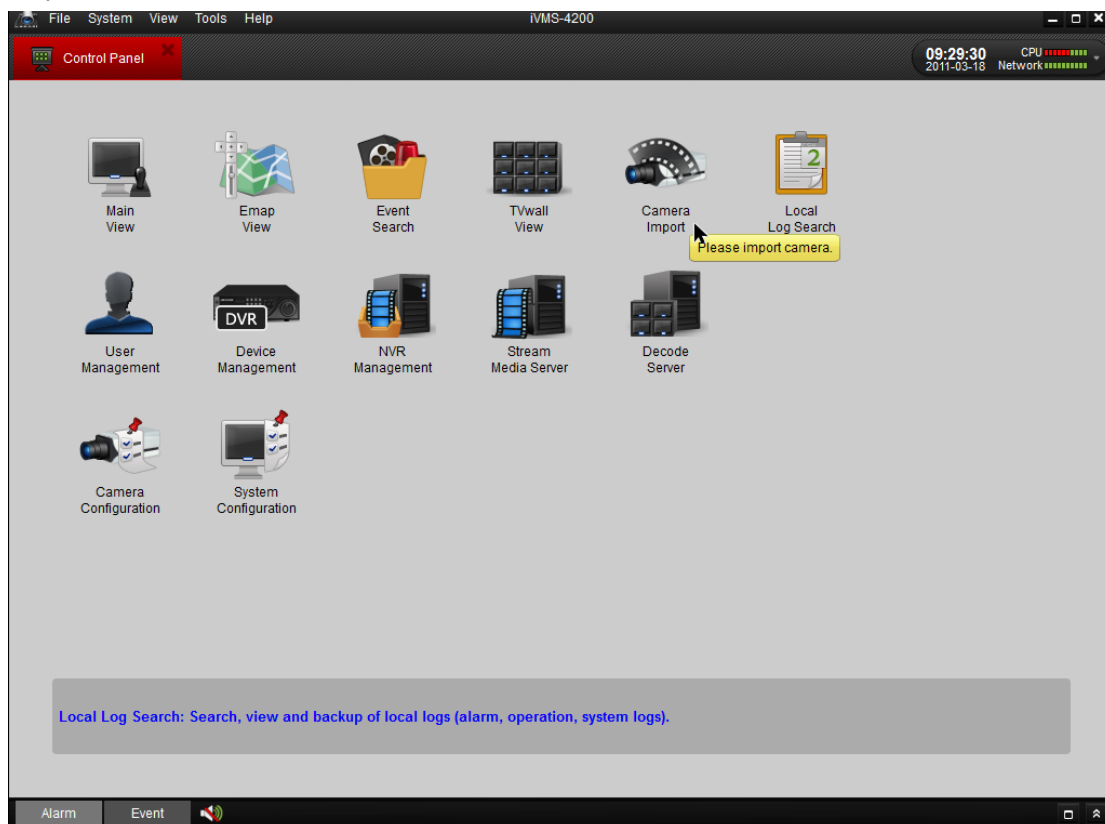 File System View Tools Help iVMS-4200
Control Panel
09:29:30 CPU
2011-03-18 Network
2
Main View
Emap View
Event Search
TVwall View
Camera Import
Local Log Search
Please import camera.
DVR
User Management
Device Management
NVR Management
Stream Media Server
Decode Server
Camera Configuration
System Configuration
Local Log Search: Search, view and backup of local logs (alarm, operation, system logs).
Alarm Event